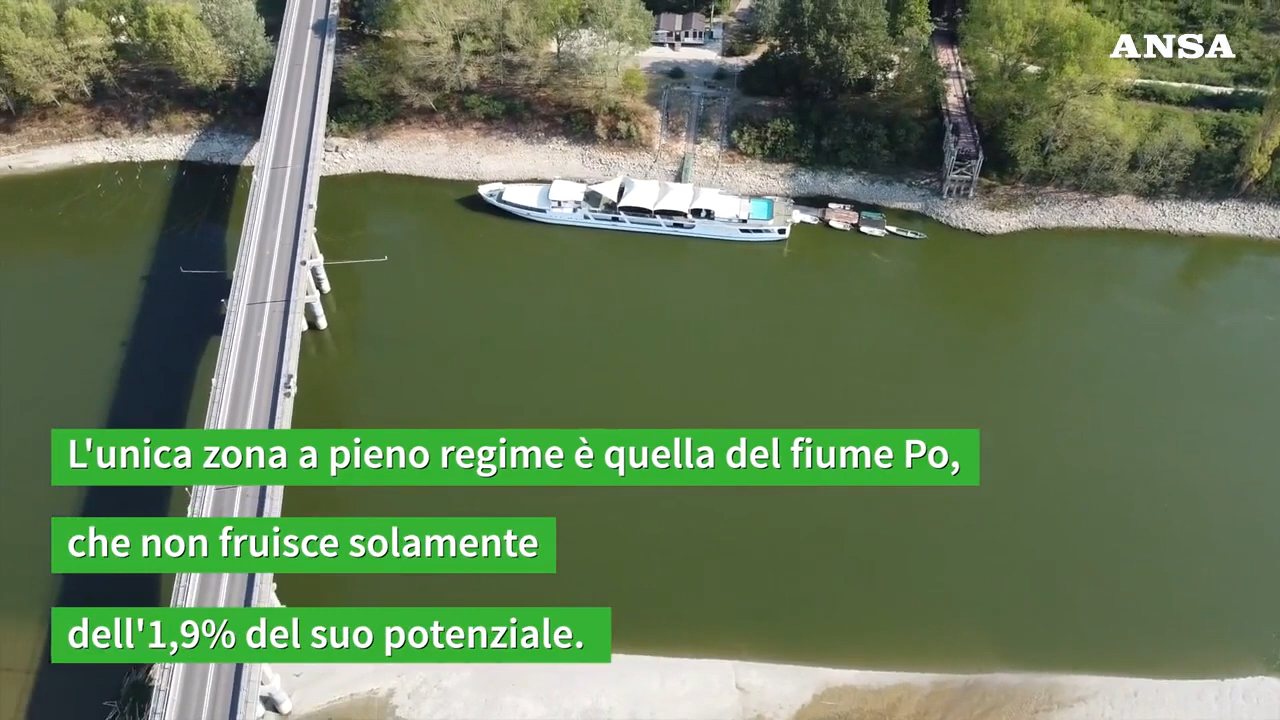 ANSA
L'unica zona a pieno regime è quella del fiume Po,
che non fruisce solamente
dell'1,9% del suo potenziale.